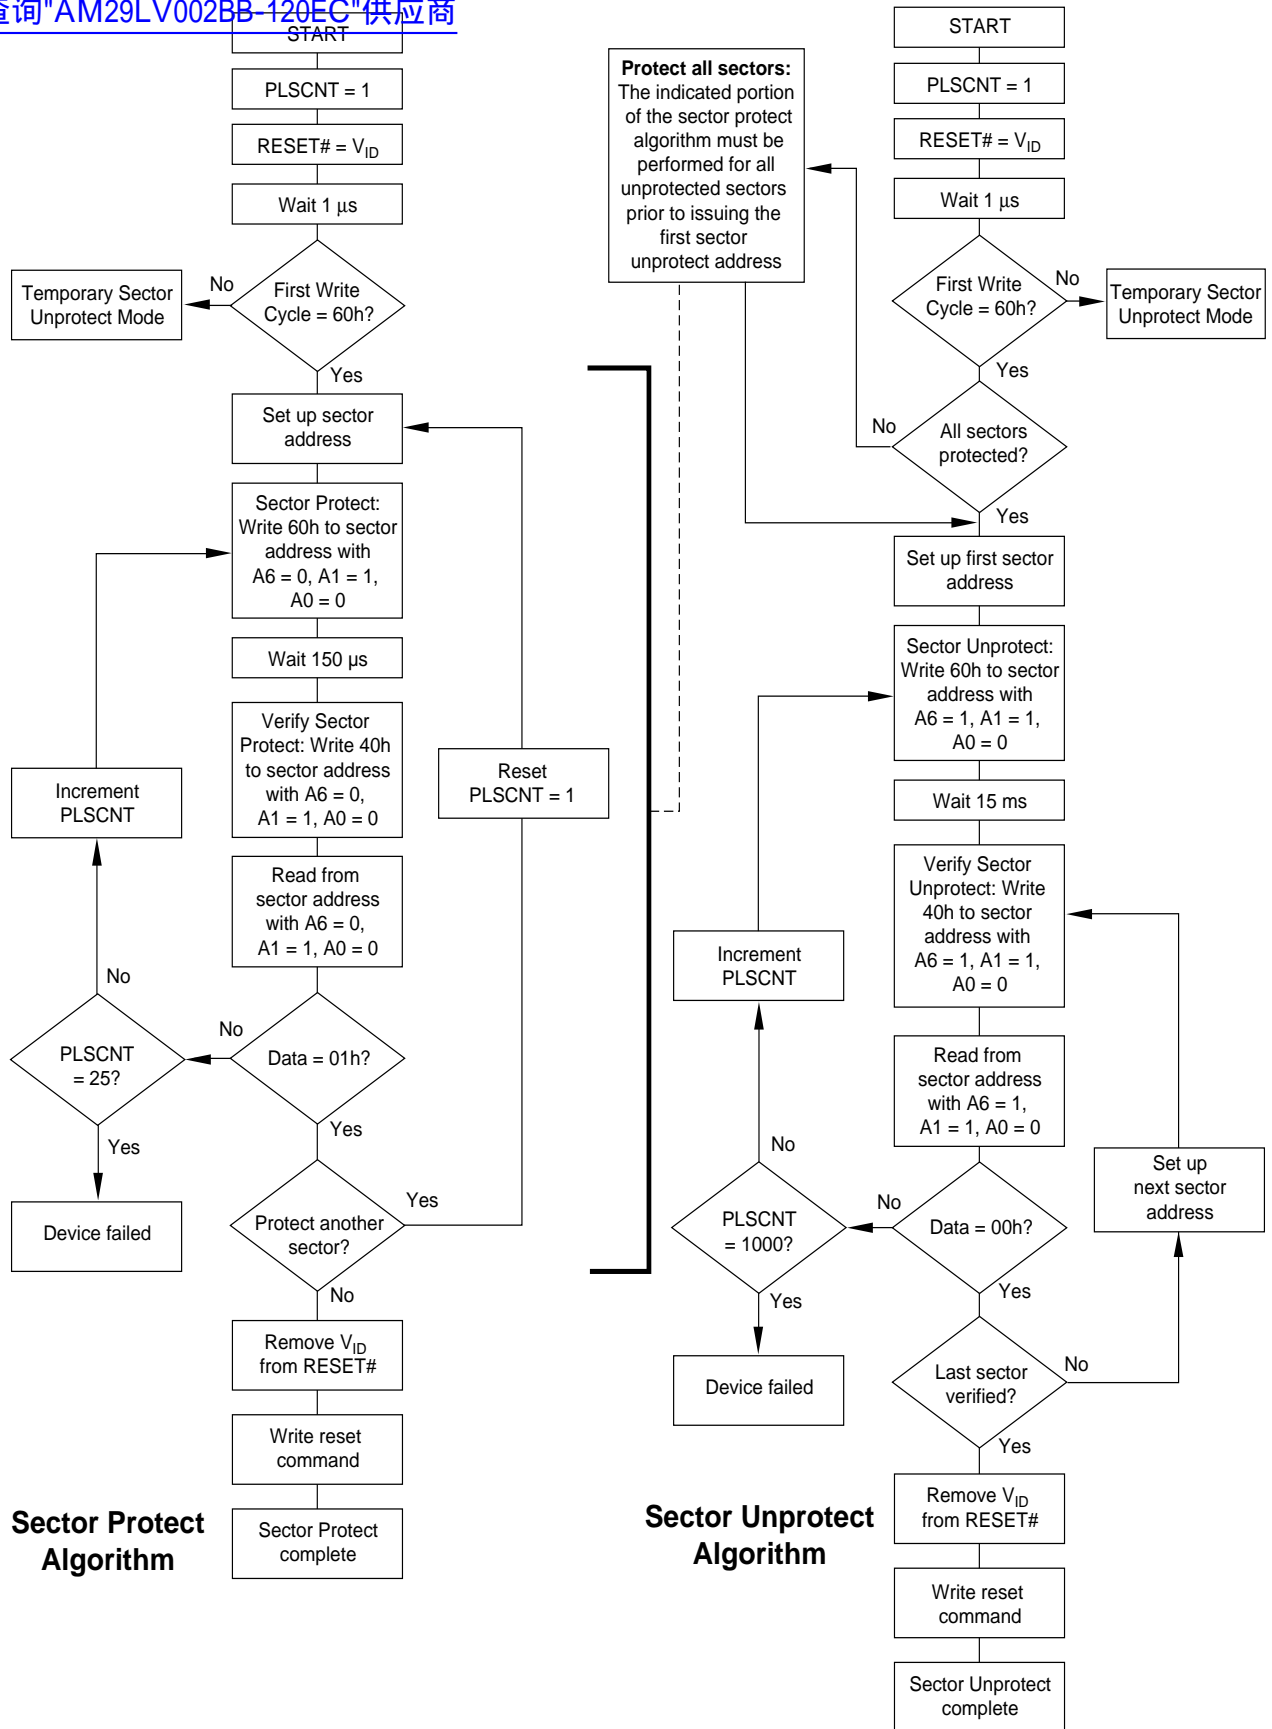 查询"AM29LV002BB-120EC"供应商
START
PLSCNT = 1
RESET# = VID
Wait 1 μs
First Write
Cycle = 60h?
No
Temporary Sector
Unprotect Mode
Yes
Set up sector
address
Sector Protect:
Write 60h to sector
address with
A6 = 0, A1 = 1,
A0 = 0
Wait 150 µs
Verify Sector
Protect: Write 40h
to sector address
with A6 = 0,
A1 = 1, A0 = 0
Reset
PLSCNT = 1
Increment
PLSCNT
Read from
sector address
with A6 = 0,
A1 = 1, A0 = 0
No
No
PLSCNT
= 25?
Data = 01h?
Yes
Yes
Device failed
Protect another
sector?
Yes
No
Remove VID
from RESET#
Write reset
command
Sector Protect
complete
Sector Protect
Algorithm
Protect all sectors:
The indicated portion
of the sector protect
algorithm must be
performed for all
unprotected sectors
prior to issuing the
first sector
unprotect address
START
PLSCNT = 1
RESET# = VID
Wait 1 μs
First Write
Cycle = 60h?
No
Temporary Sector
Unprotect Mode
Yes
No
All sectors
protected?
Yes
Set up first sector
address
Sector Unprotect:
Write 60h to sector
address with
A6 = 1, A1 = 1,
A0 = 0
Wait 15 ms
Verify Sector
Unprotect: Write
40h to sector
address with
A6 = 1, A1 = 1,
A0 = 0
Increment
PLSCNT
Read from
sector address
with A6 = 1,
A1 = 1, A0 = 0
No
No
PLSCNT
= 1000?
Data = 00h?
Set up
next sector
address
Yes
Yes
Device failed
Last sector
verified?
No
Yes
Remove VID
from RESET#
Write reset
command
Sector Unprotect
complete
Sector Unprotect
Algorithm